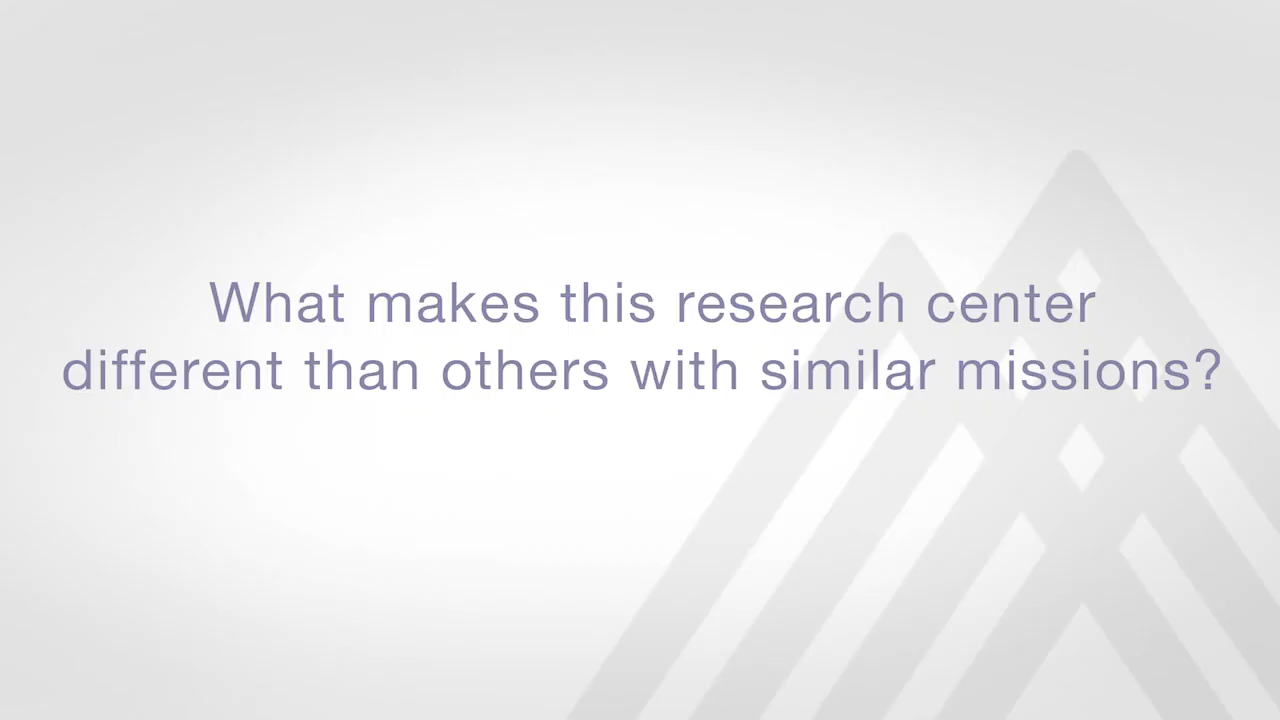 What makes this research center
different than others with similar missions?